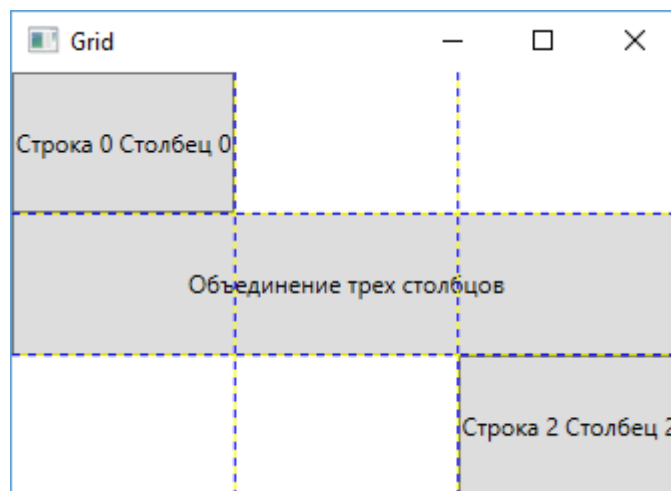 Grid
Строка 0 Столбец 0
Объединение трех столбцов
Строка 2 Столбец 2